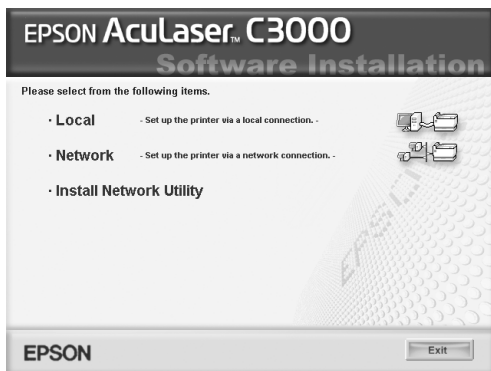 EPSON AcuLaser™ C3000
Software Installation
Please select from the following items.
· Local - Set up the printer via a local connection. -
· Network - Set up the printer via a network connection. -
· Install Network Utility
EPSON
EPSON
Exit